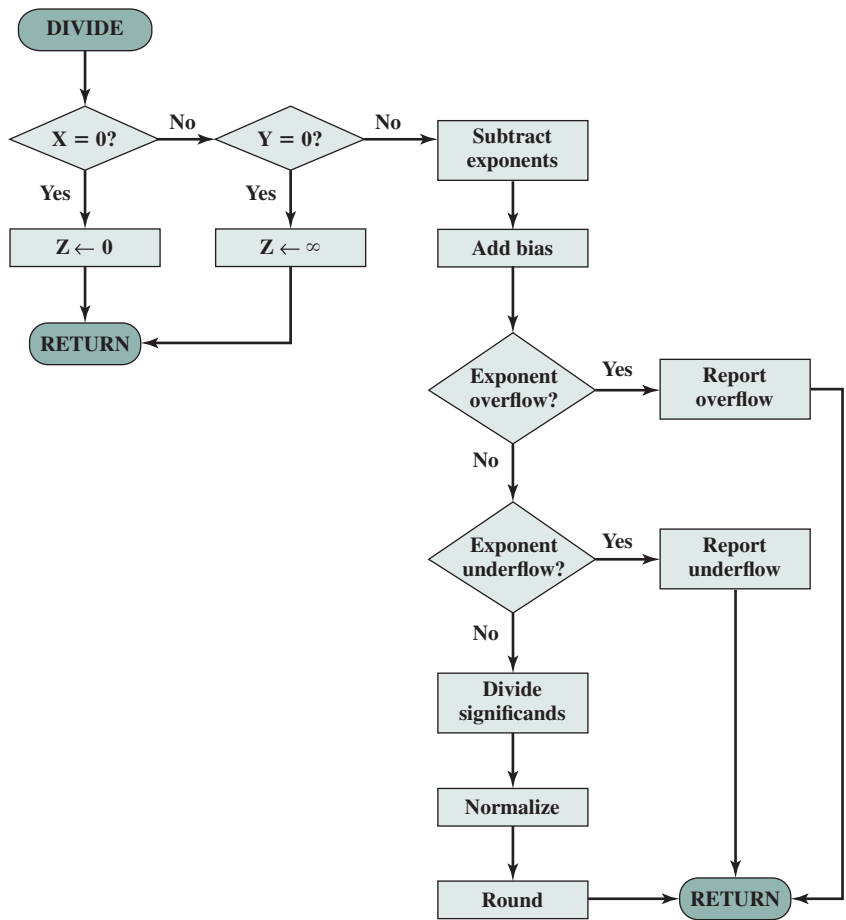 DIVIDE
X = 0?
No
Y = 0?
No
Subtract
exponents
Yes
Yes
Z ← 0
Z ← ∞
Add bias
RETURN
Exponent
overflow?
Yes
Report
overflow
No
Exponent
underflow?
Yes
Report
underflow
No
Divide
significands
Normalize
Round
RETURN